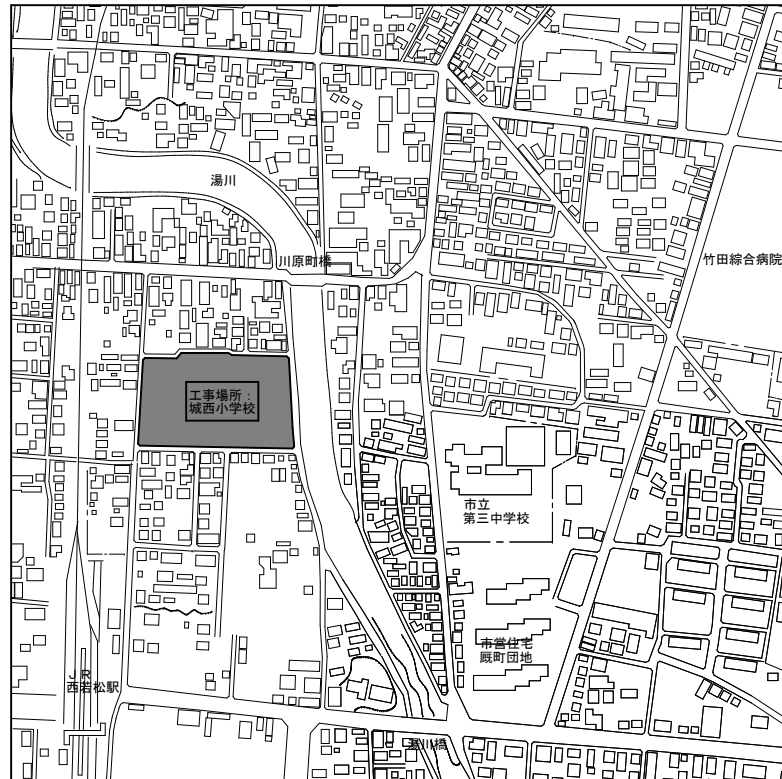 湯川
川原町橋
竹田綜合病院
工事場所：
城西小学校
市立
第三中学校
市営住宅
厩町団地
ＪＲ
西若松駅
湯川橋